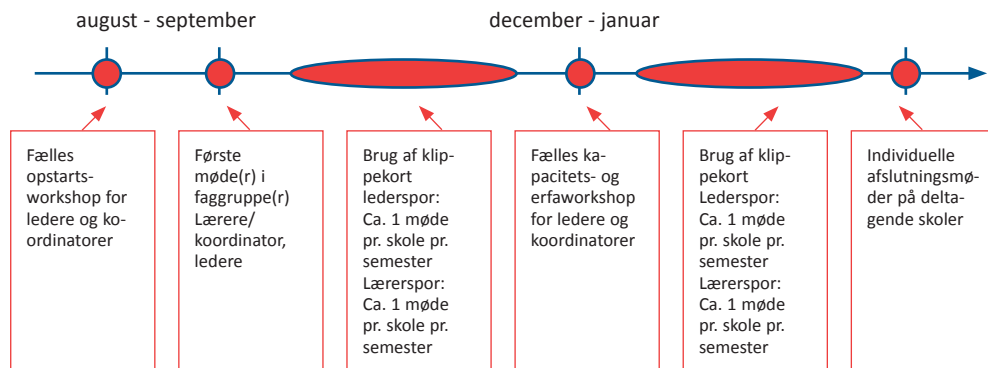 august - september
december - januar
Fælles
opstarts-
workshop for
ledere og ko-
ordinatorer
Første
møde(r) i
faggruppe(r)
Lærere/
koordinator,
ledere
Brug af klip-
pekort
lederspor:
Ca. 1 møde
pr. skole pr.
semester
Lærerspor:
Ca. 1 møde
pr. skole pr.
semester
Fælles ka-
pacitets- og
erfaworkshop
for ledere og
koordinatorer
Brug af klip-
pekort
Lederspor:
Ca. 1 møde
pr. skole pr.
semester
Lærerspor:
Ca. 1 møde
pr. skole pr.
semester
Individuelle
afslutningsmø-
der på delta-
gende skoler